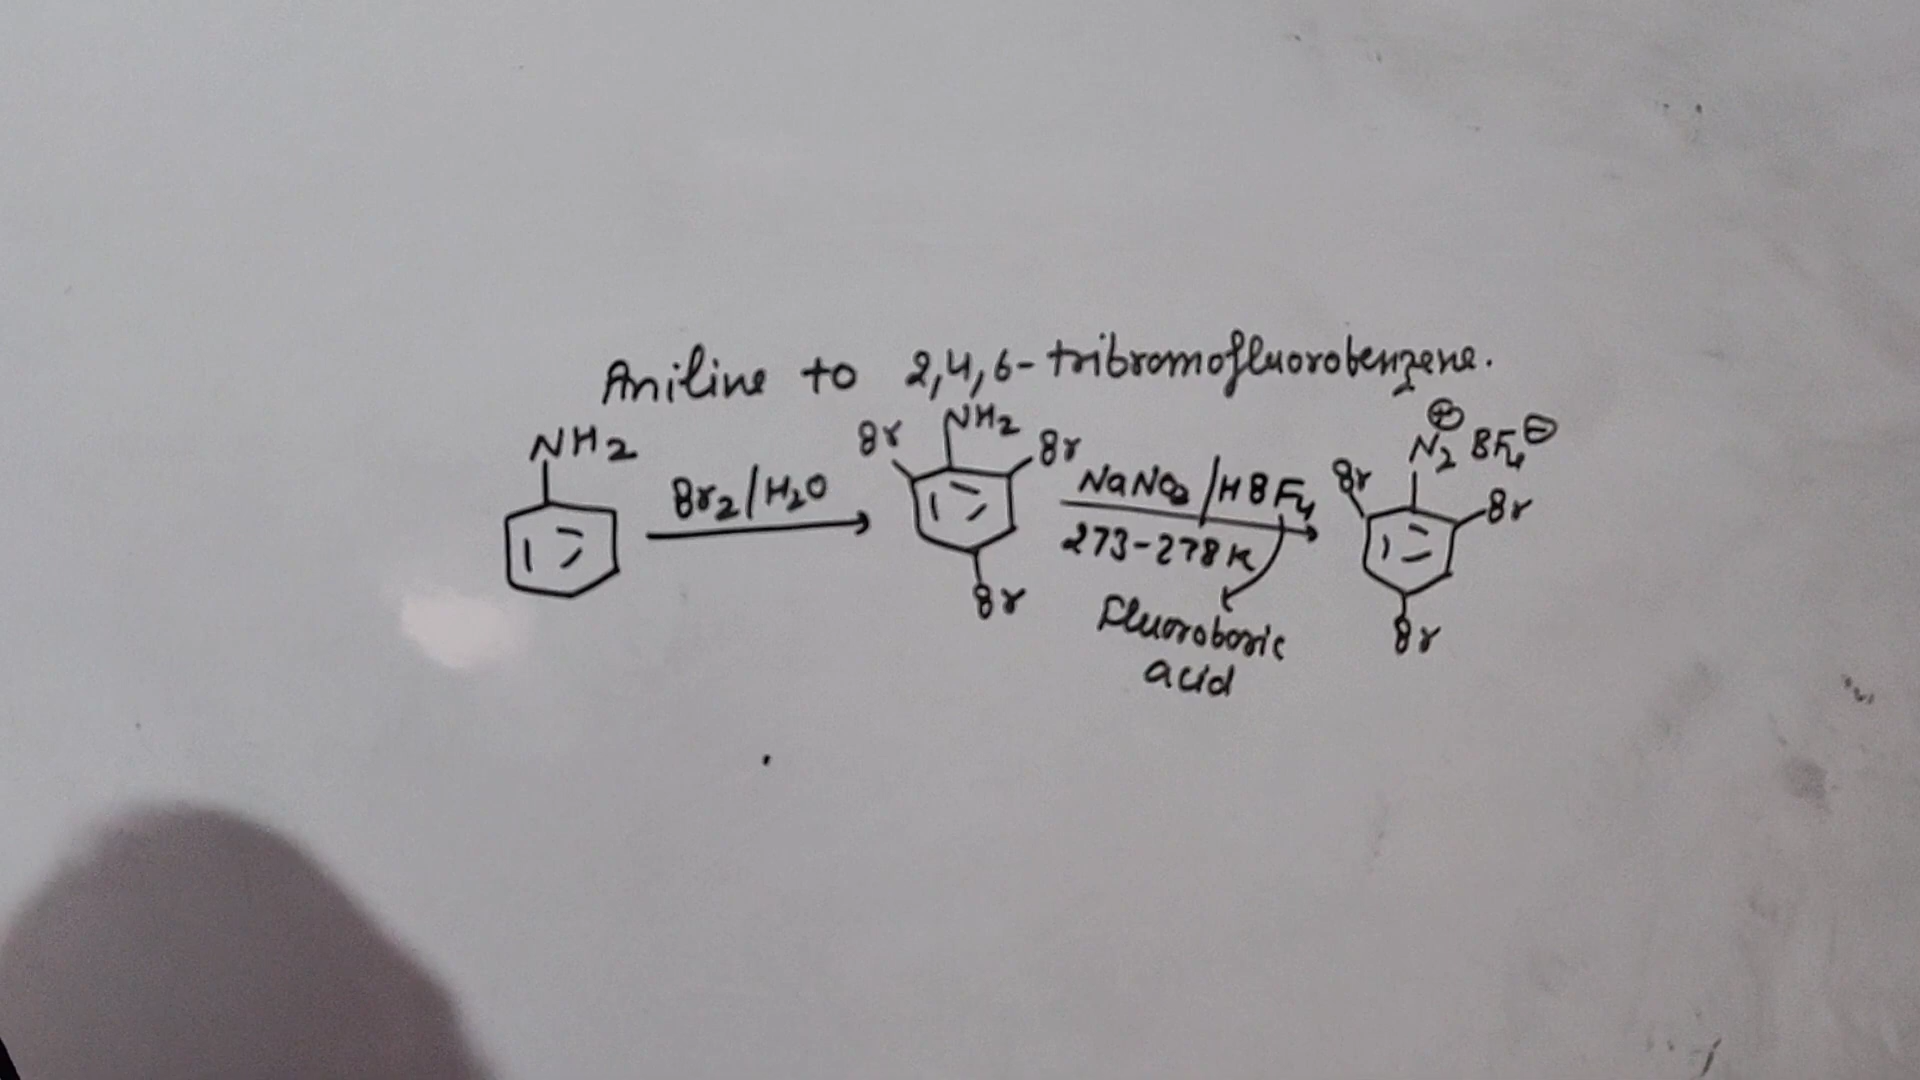 Aniline to 2,4,6-tribromofluorobenzene.
NH2 Br2/H2O Br NH2 Br Br NaNO2/HBF4 273-278K Fluoroboric acid Br N2⊕ BF4⊖ Br Br